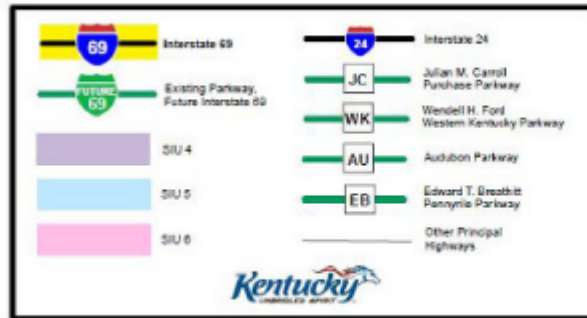 69
Interstate 69
FUTURE
69
Existing Parkway,
Future Interstate 69
SIU 4
SIU 5
SIU 6
24
Interstate 24
JC
Julian M. Carroll
Purchase Parkway
WK
Wendell H. Ford
Western Kentucky Parkway
AU
Audubon Parkway
EB
Edward T. Breathitt
Pennyrile Parkway
Other Principal
Highways
Kentucky
UNBRIDLED SPIRIT